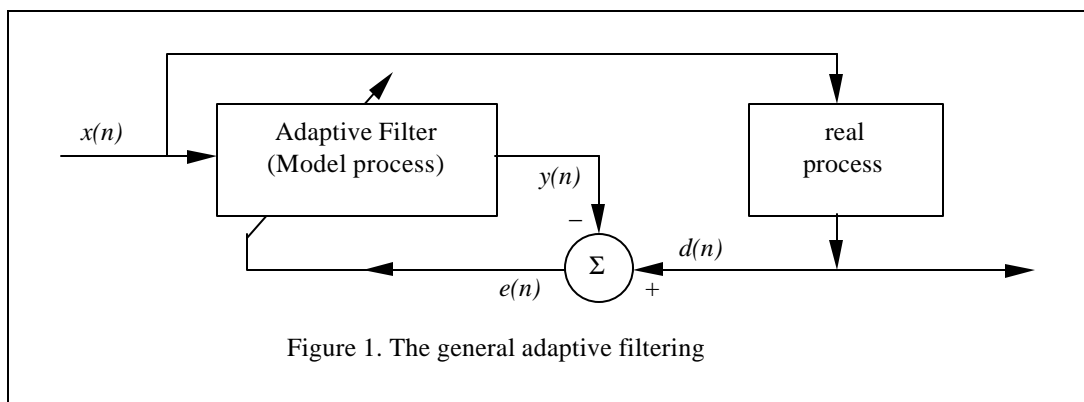 x(n)
Adaptive Filter
(Model process)
real
process
y(n)
−
Σ
d(n)
+
e(n)
Figure 1. The general adaptive filtering